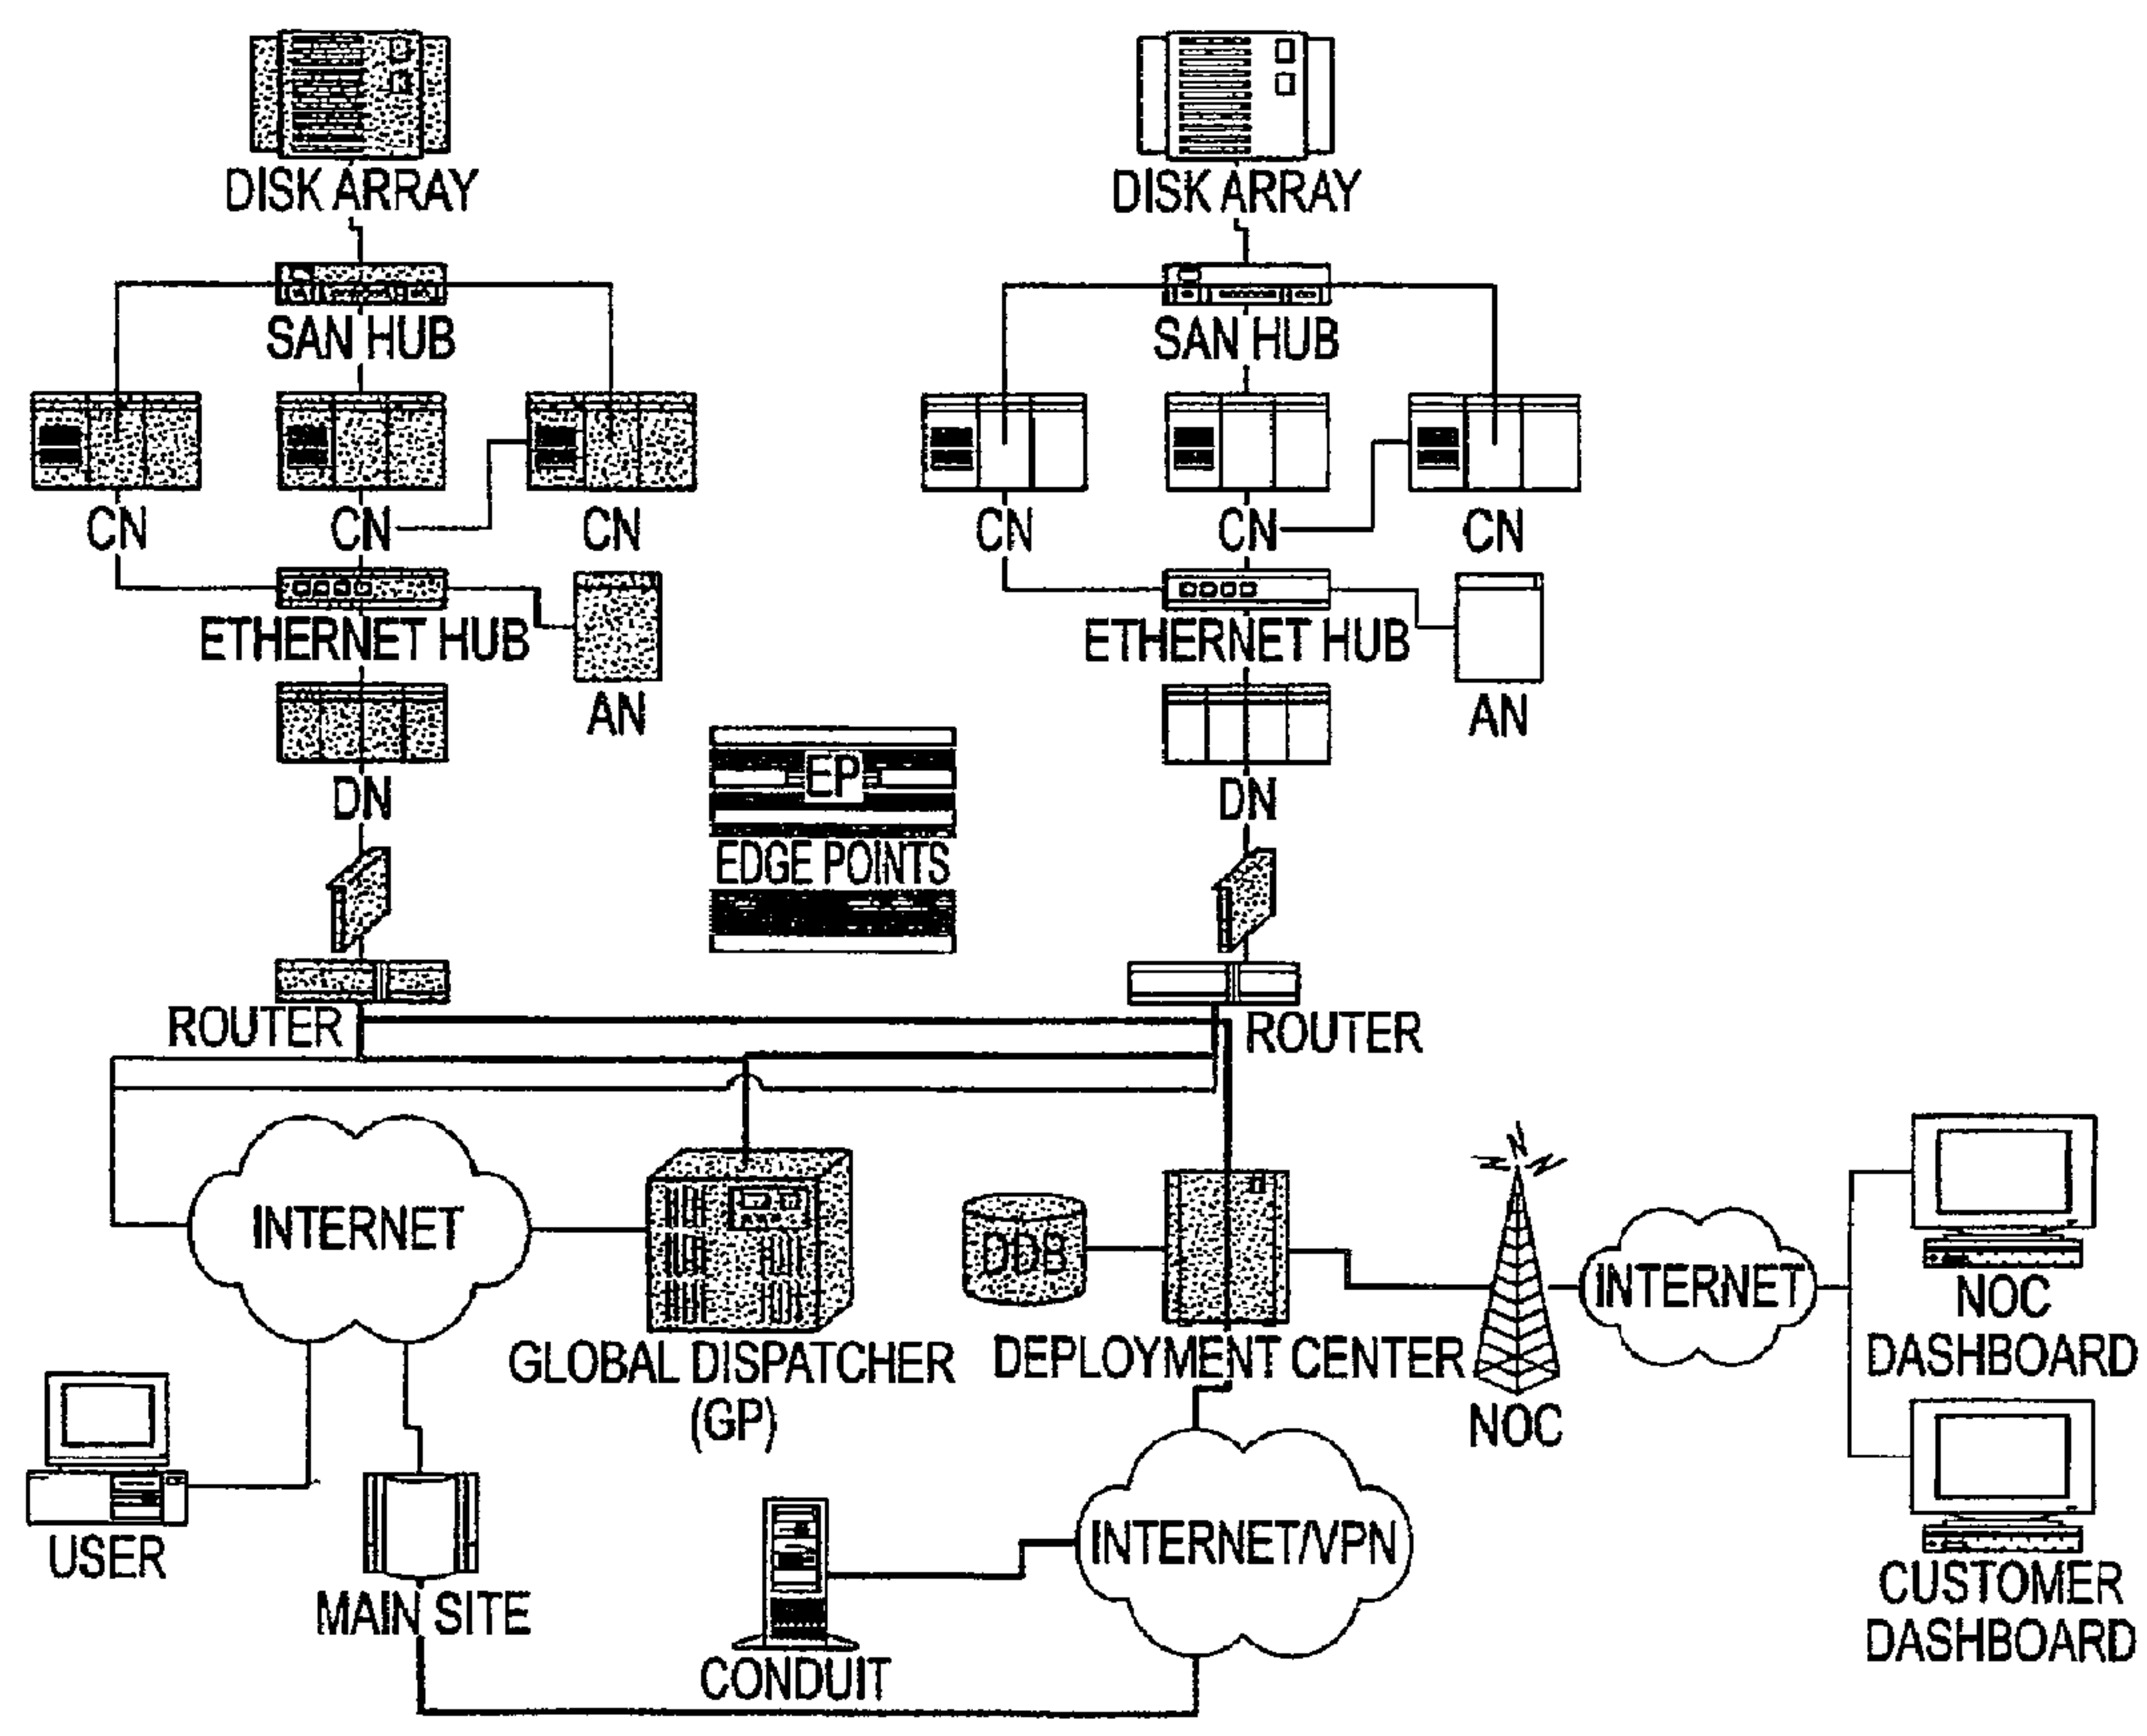 DISK ARRAY
DISK ARRAY
SAN HUB
SAN HUB
CN
CN
CN
CN
CN
CN
ETHERNET HUB
ETHERNET HUB
AN
AN
DN
EP
DN
EDGE POINTS
ROUTER
ROUTER
INTERNET
DDB
INTERNET
NOC
DASHBOARD
GLOBAL DISPATCHER
(GP)
DEPLOYMENT CENTER
NOC
USER
MAIN SITE
CONDUIT
INTERNET/VPN
CUSTOMER
DASHBOARD